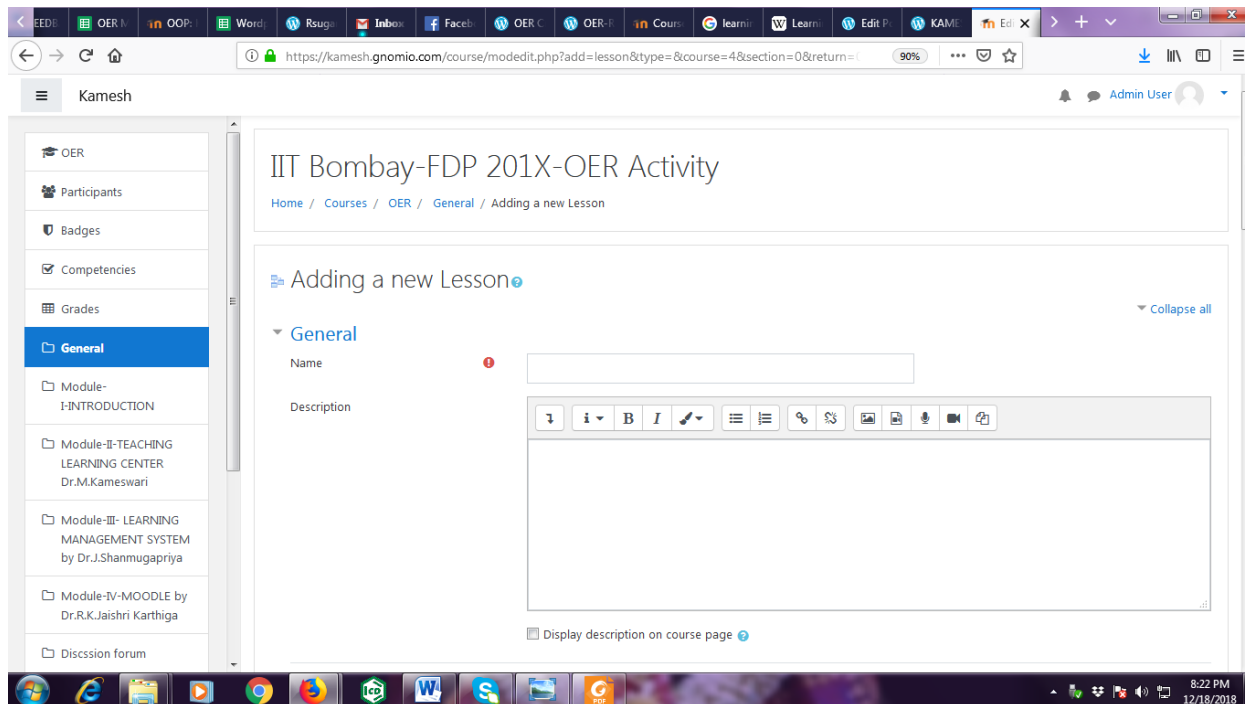 EEDB
OER M
OOP:
Word
Rsuga
Inbox
Faceb
OER C
OER-R
Course
learnin
Learni
Edit P
KAME
Edi
https://kamesh.gnomio.com/course/modedit.php?add=lesson&type=&course=4&section=0&return=
90%
Kamesh
Admin User
OER
Participants
Badges
Competencies
Grades
General
Module-
I-INTRODUCTION
Module-II-TEACHING
LEARNING CENTER
Dr.M.Kameswari
Module-III- LEARNING
MANAGEMENT SYSTEM
by Dr.J.Shanmugapriya
Module-IV-MOODLE by
Dr.R.K.Jaishri Karthiga
Discssion forum
IIT Bombay-FDP 201X-OER Activity
Home / Courses / OER / General / Adding a new Lesson
Adding a new Lesson
Collapse all
General
Name
Description
B I
Display description on course page
8:22 PM
12/18/2018